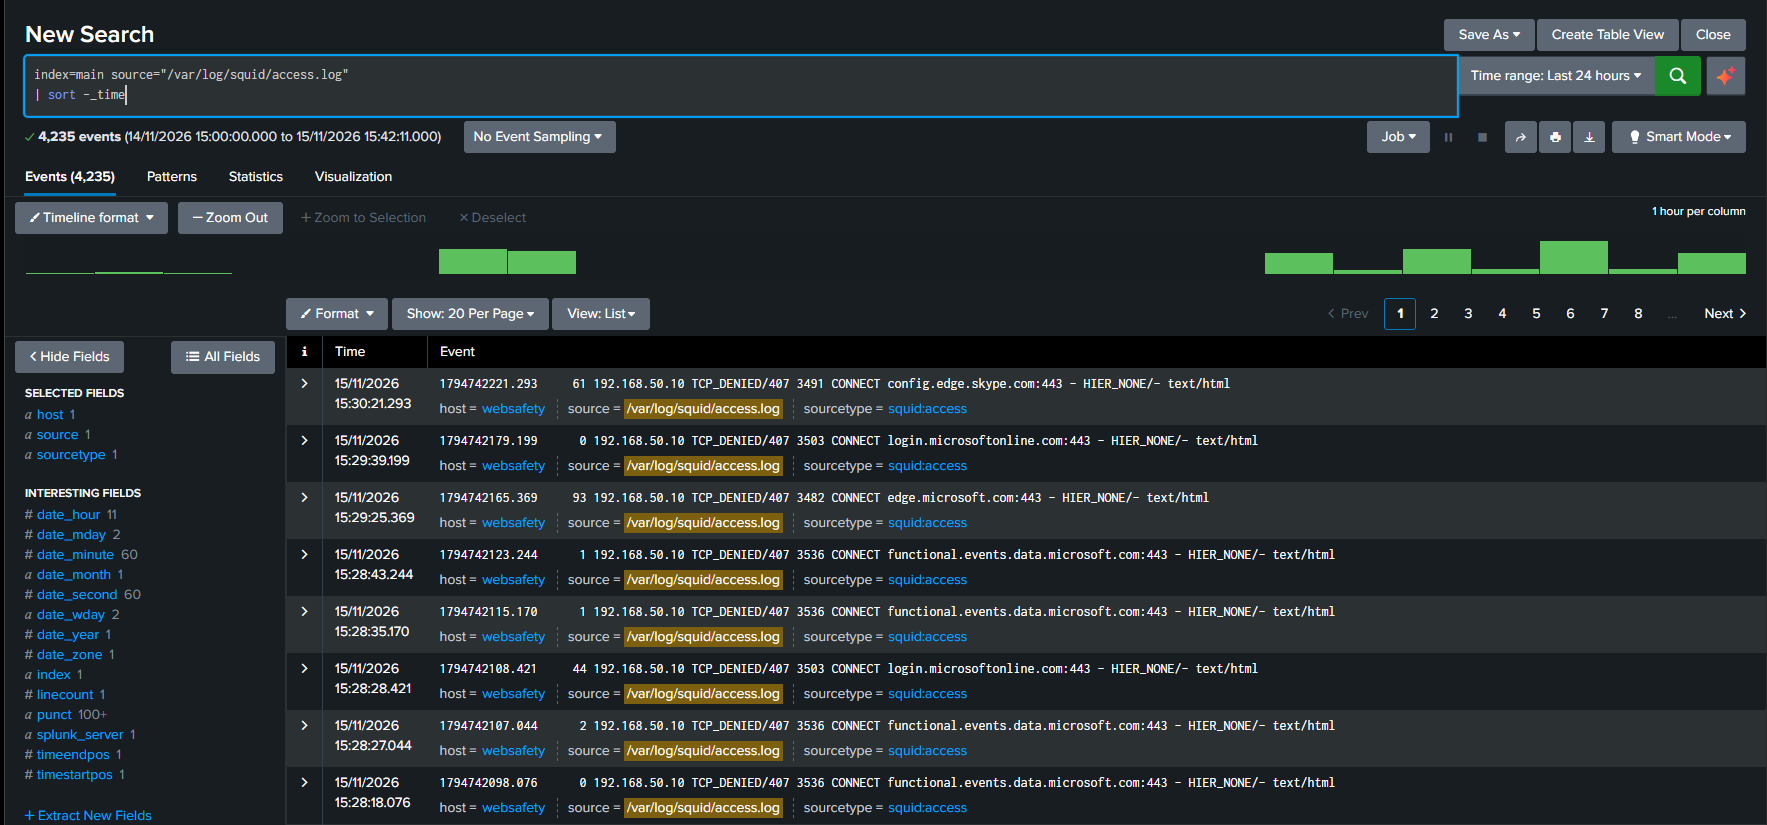 New Search
Save As
Create Table View
Close
index=main source="/var/log/squid/access.log"
| sort -_time
Time range: Last 24 hours
4,235 events (14/11/2026 15:00:00.000 to 15/11/2026 15:42:11.000)
No Event Sampling
Job
Smart Mode
Events (4,235)
Patterns
Statistics
Visualization
Timeline format
— Zoom Out
+ Zoom to Selection
× Deselect
1 hour per column
Format
Show: 20 Per Page
View: List
< Prev
1
2
3
4
5
6
7
8
...
Next >
< Hide Fields
All Fields
i
Time
Event
SELECTED FIELDS
a host 1
a source 1
a sourcetype 1
INTERESTING FIELDS
# date_hour 11
# date_mday 2
# date_minute 60
a date_month 1
# date_second 60
a date_wday 2
# date_year 1
# date_zone 1
a index 1
# linecount 1
a punct 100+
a splunk_server 1
# timeendpos 1
# timestartpos 1
+ Extract New Fields
15/11/2026
15:30:21.293
1794742221.293 61 192.168.50.10 TCP_DENIED/407 3491 CONNECT config.edge.skype.com:443 - HIER_NONE/- text/html
host = websafety source = /var/log/squid/access.log sourcetype = squid:access
15/11/2026
15:29:39.199
1794742179.199 0 192.168.50.10 TCP_DENIED/407 3503 CONNECT login.microsoftonline.com:443 - HIER_NONE/- text/html
host = websafety source = /var/log/squid/access.log sourcetype = squid:access
15/11/2026
15:29:25.369
1794742165.369 93 192.168.50.10 TCP_DENIED/407 3482 CONNECT edge.microsoft.com:443 - HIER_NONE/- text/html
host = websafety source = /var/log/squid/access.log sourcetype = squid:access
15/11/2026
15:28:43.244
1794742123.244 1 192.168.50.10 TCP_DENIED/407 3536 CONNECT functional.events.data.microsoft.com:443 - HIER_NONE/- text/html
host = websafety source = /var/log/squid/access.log sourcetype = squid:access
15/11/2026
15:28:35.170
1794742115.170 1 192.168.50.10 TCP_DENIED/407 3536 CONNECT functional.events.data.microsoft.com:443 - HIER_NONE/- text/html
host = websafety source = /var/log/squid/access.log sourcetype = squid:access
15/11/2026
15:28:28.421
1794742108.421 44 192.168.50.10 TCP_DENIED/407 3503 CONNECT login.microsoftonline.com:443 - HIER_NONE/- text/html
host = websafety source = /var/log/squid/access.log sourcetype = squid:access
15/11/2026
15:28:27.044
1794742107.044 2 192.168.50.10 TCP_DENIED/407 3536 CONNECT functional.events.data.microsoft.com:443 - HIER_NONE/- text/html
host = websafety source = /var/log/squid/access.log sourcetype = squid:access
15/11/2026
15:28:18.076
1794742098.076 0 192.168.50.10 TCP_DENIED/407 3536 CONNECT functional.events.data.microsoft.com:443 - HIER_NONE/- text/html
host = websafety source = /var/log/squid/access.log sourcetype = squid:access